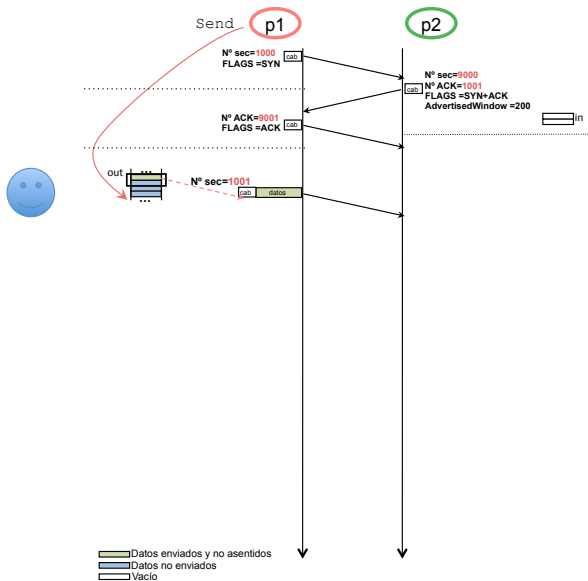 Send
p1
p2
Nº sec=1000
FLAGS =SYN
cab
Nº sec=9000
Nº ACK=1001
FLAGS =SYN+ACK
AdvertisedWindow =200
cab
in
Nº ACK=9001
FLAGS =ACK
cab
out
...
...
Nº sec=1001
cab
datos
Datos enviados y no asentidos
Datos no enviados
Vacío